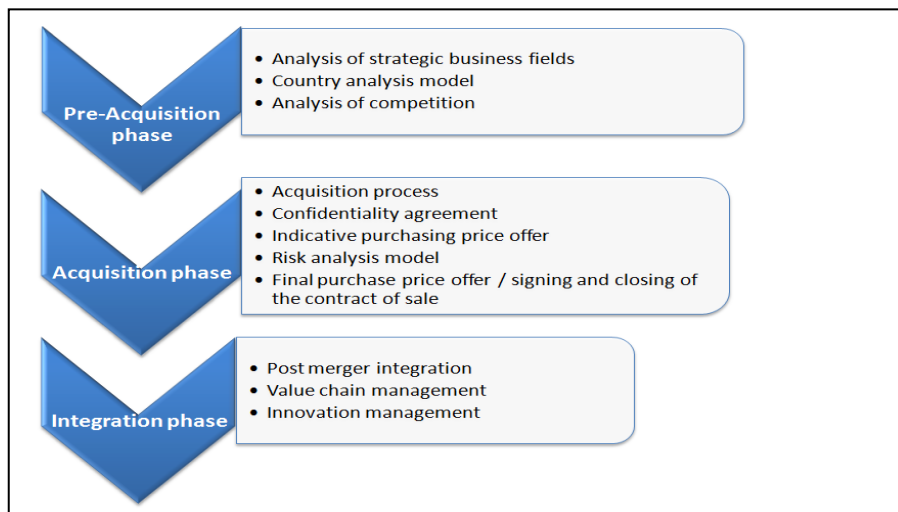 Pre-Acquisition
phase
• Analysis of strategic business fields
• Country analysis model
• Analysis of competition
Acquisition phase
• Acquisition process
• Confidentiality agreement
• Indicative purchasing price offer
• Risk analysis model
• Final purchase price offer / signing and closing of
the contract of sale
Integration phase
• Post merger integration
• Value chain management
• Innovation management